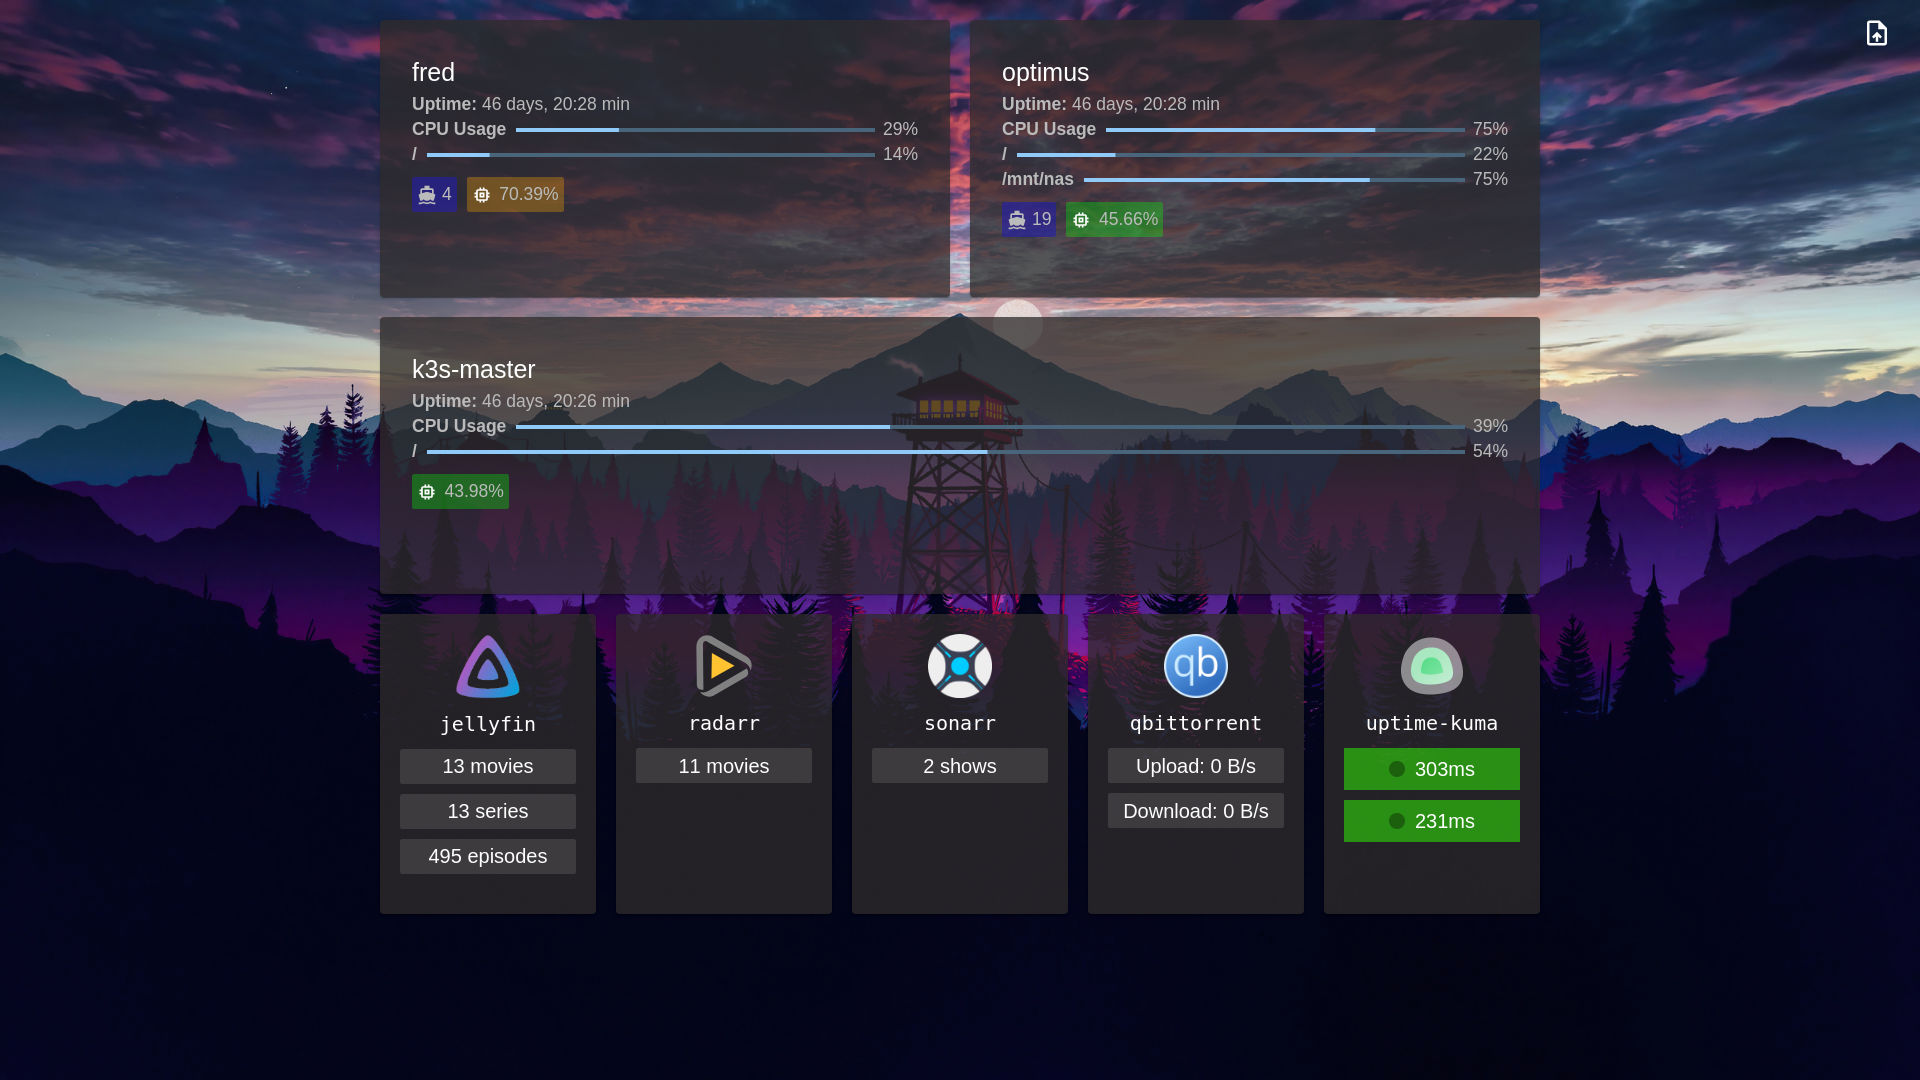 fred
Uptime: 46 days, 20:28 min
CPU Usage 29%
/ 14%
4 70.39%
optimus
Uptime: 46 days, 20:28 min
CPU Usage 75%
/ 22%
/mnt/nas 75%
19 45.66%
k3s-master
Uptime: 46 days, 20:26 min
CPU Usage 39%
/ 54%
43.98%
jellyfin
13 movies
13 series
495 episodes
radarr
11 movies
sonarr
2 shows
qb
qbittorrent
Upload: 0 B/s
Download: 0 B/s
uptime-kuma
303ms
231ms